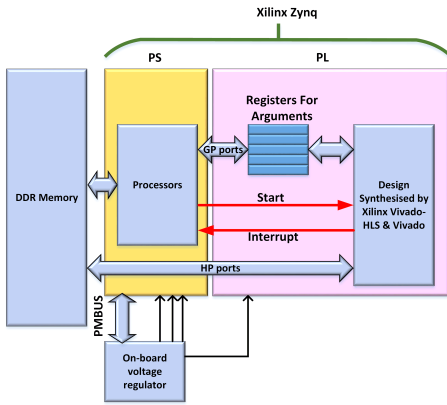 Xilinx Zynq
PS
PL
Registers For
Arguments
GP ports
DDR Memory
Processors
Design
Synthesised by
Xilinx Vivado-
HLS & Vivado
Start
Interrupt
HP ports
PMBUS
On-board
voltage
regulator